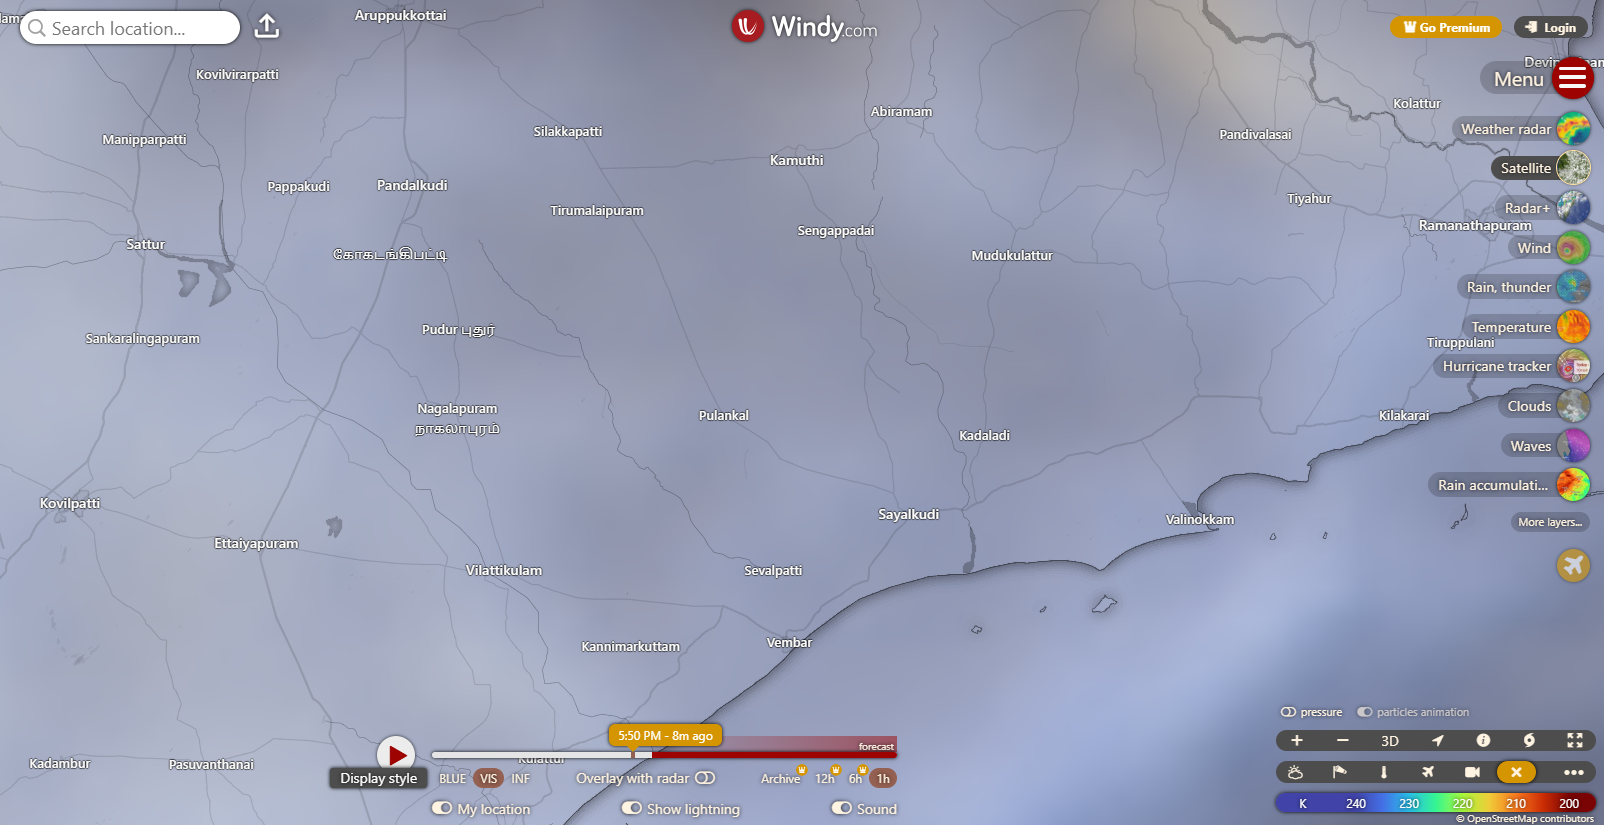 Search location...
Aruppukkottai
Windy.com
Go Premium
Login
Menu
Kovilvirarpatti
Abiramam
Kolattur
Manipparpatti
Silakkapatti
Pandivalasai
Weather radar
Kamuthi
Satellite
Pappakudi
Pandalkudi
Tirumalaipuram
Tiyahur
Radar+
Sengappadai
Ramanathapuram
Sattur
கோகடங்கிபட்டி
Mudukulattur
Wind
Rain, thunder
Pudur புதுர்
Temperature
Sankaralingapuram
Tiruppulani
Hurricane tracker
Nagalapuram
நாகலாபுரம்
Pulankal
Kilakarai
Clouds
Kadaladi
Waves
Rain accumulati...
Kovilpatti
Sayalkudi
Valinokkam
More layers...
Ettaiyapuram
Vilattikulam
Sevalpatti
Kannimarkuttam
Vembar
pressure
particles animation
5:50 PM - 8m ago
forecast
3D
Kadambur
Pasuvanthanai
Kulattur
Display style
BLUE VIS INF
Overlay with radar
Archive 12h 6h 1h
My location
Show lightning
Sound
K 240 230 220 210 200
© OpenStreetMap contributors